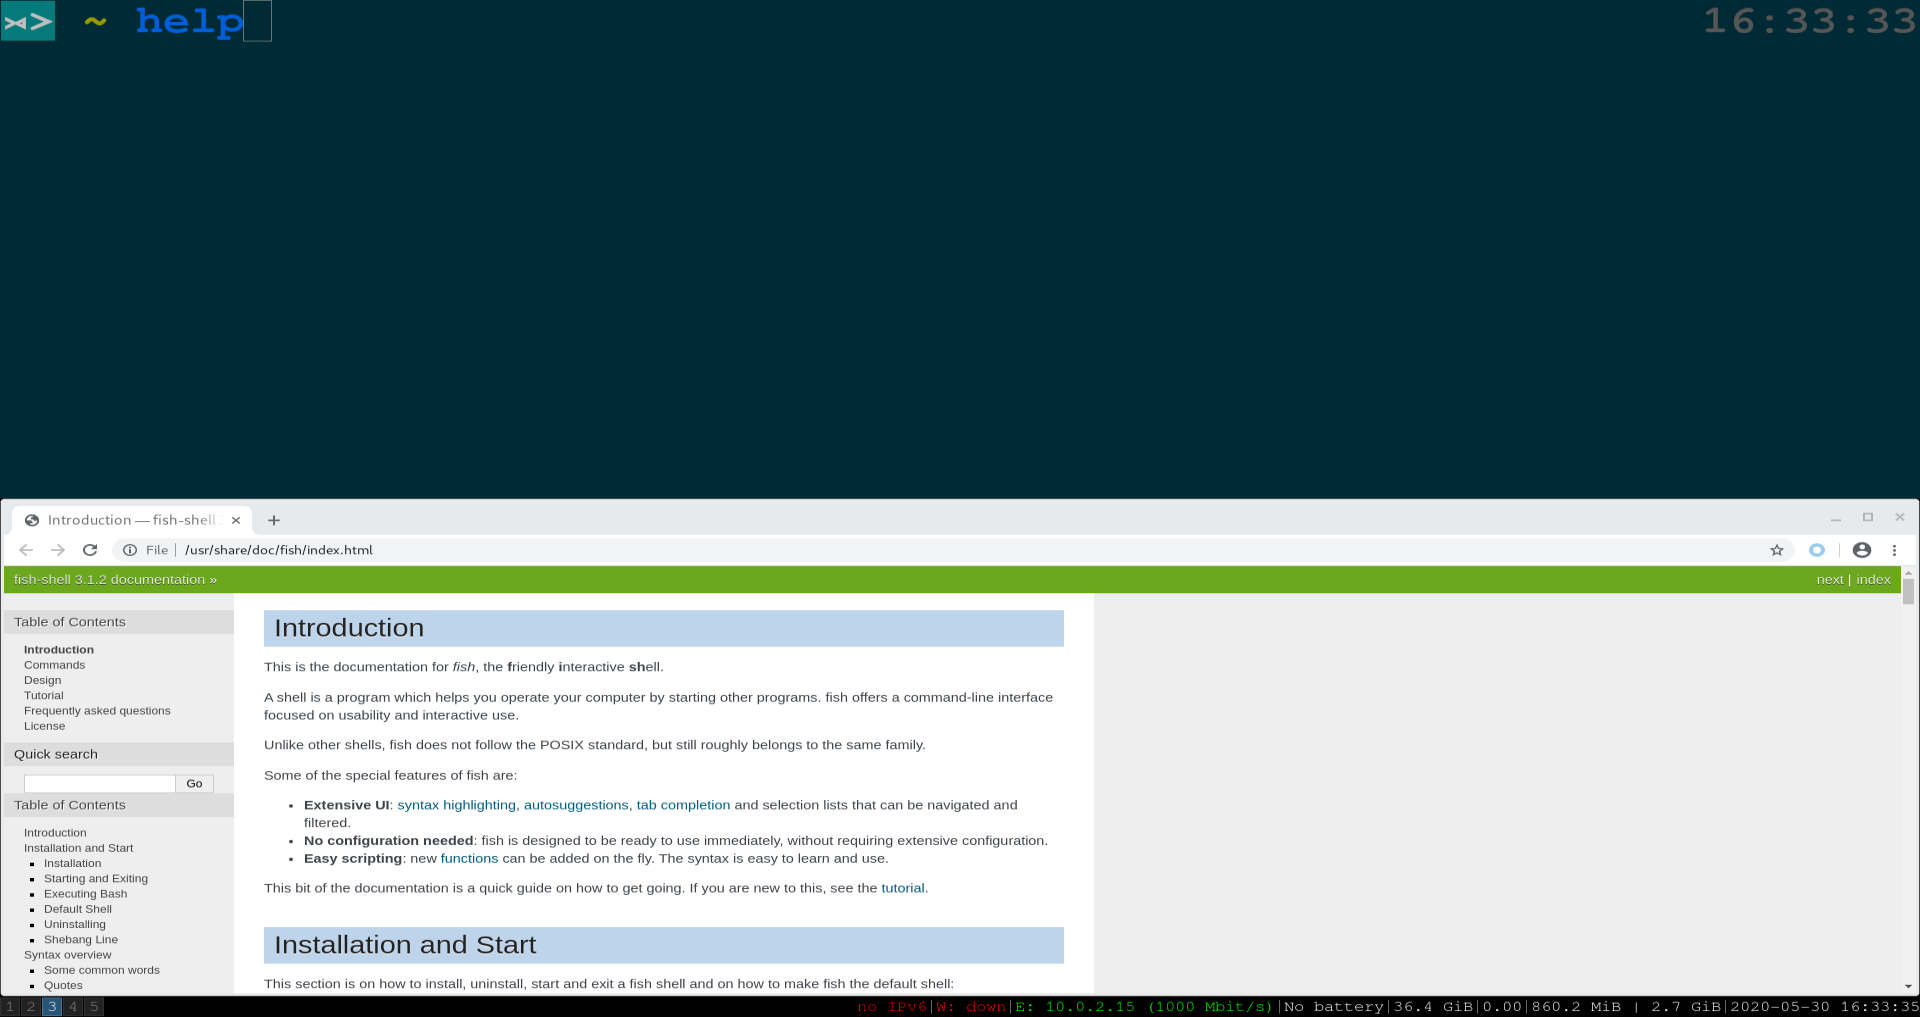 ⋊> ~ help 16:33:33
Introduction — fish-shell
File | /usr/share/doc/fish/index.html
fish-shell 3.1.2 documentation » next | index
Table of Contents
Introduction
Commands
Design
Tutorial
Frequently asked questions
License
Quick search
Go
Table of Contents
Introduction
Installation and Start
Installation
Starting and Exiting
Executing Bash
Default Shell
Uninstalling
Shebang Line
Syntax overview
Some common words
Quotes
Introduction
This is the documentation for fish, the friendly interactive shell.
A shell is a program which helps you operate your computer by starting other programs. fish offers a command-line interface
focused on usability and interactive use.
Unlike other shells, fish does not follow the POSIX standard, but still roughly belongs to the same family.
Some of the special features of fish are:
• Extensive UI: syntax highlighting, autosuggestions, tab completion and selection lists that can be navigated and
filtered.
• No configuration needed: fish is designed to be ready to use immediately, without requiring extensive configuration.
• Easy scripting: new functions can be added on the fly. The syntax is easy to learn and use.
This bit of the documentation is a quick guide on how to get going. If you are new to this, see the tutorial.
Installation and Start
This section is on how to install, uninstall, start and exit a fish shell and on how to make fish the default shell:
1 2 3 4 5 no IPv6|W: down|E: 10.0.2.15 (1000 Mbit/s)|No battery|36.4 GiB|0.00|860.2 MiB | 2.7 GiB|2020-05-30 16:33:35